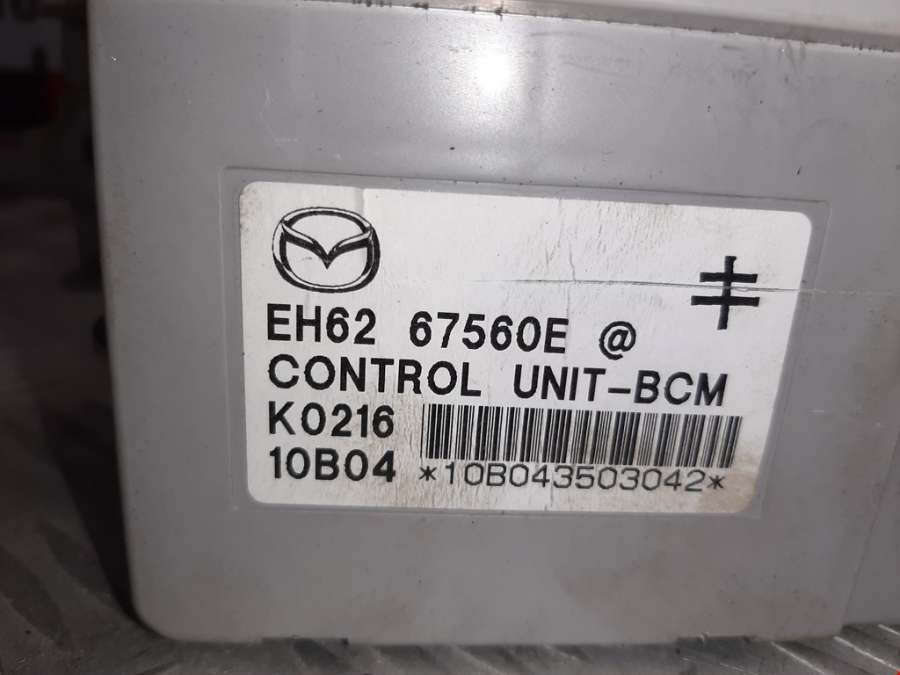 EH62 67560E @
CONTROL UNIT-BCM
K0216
10B04 *10B043503042*